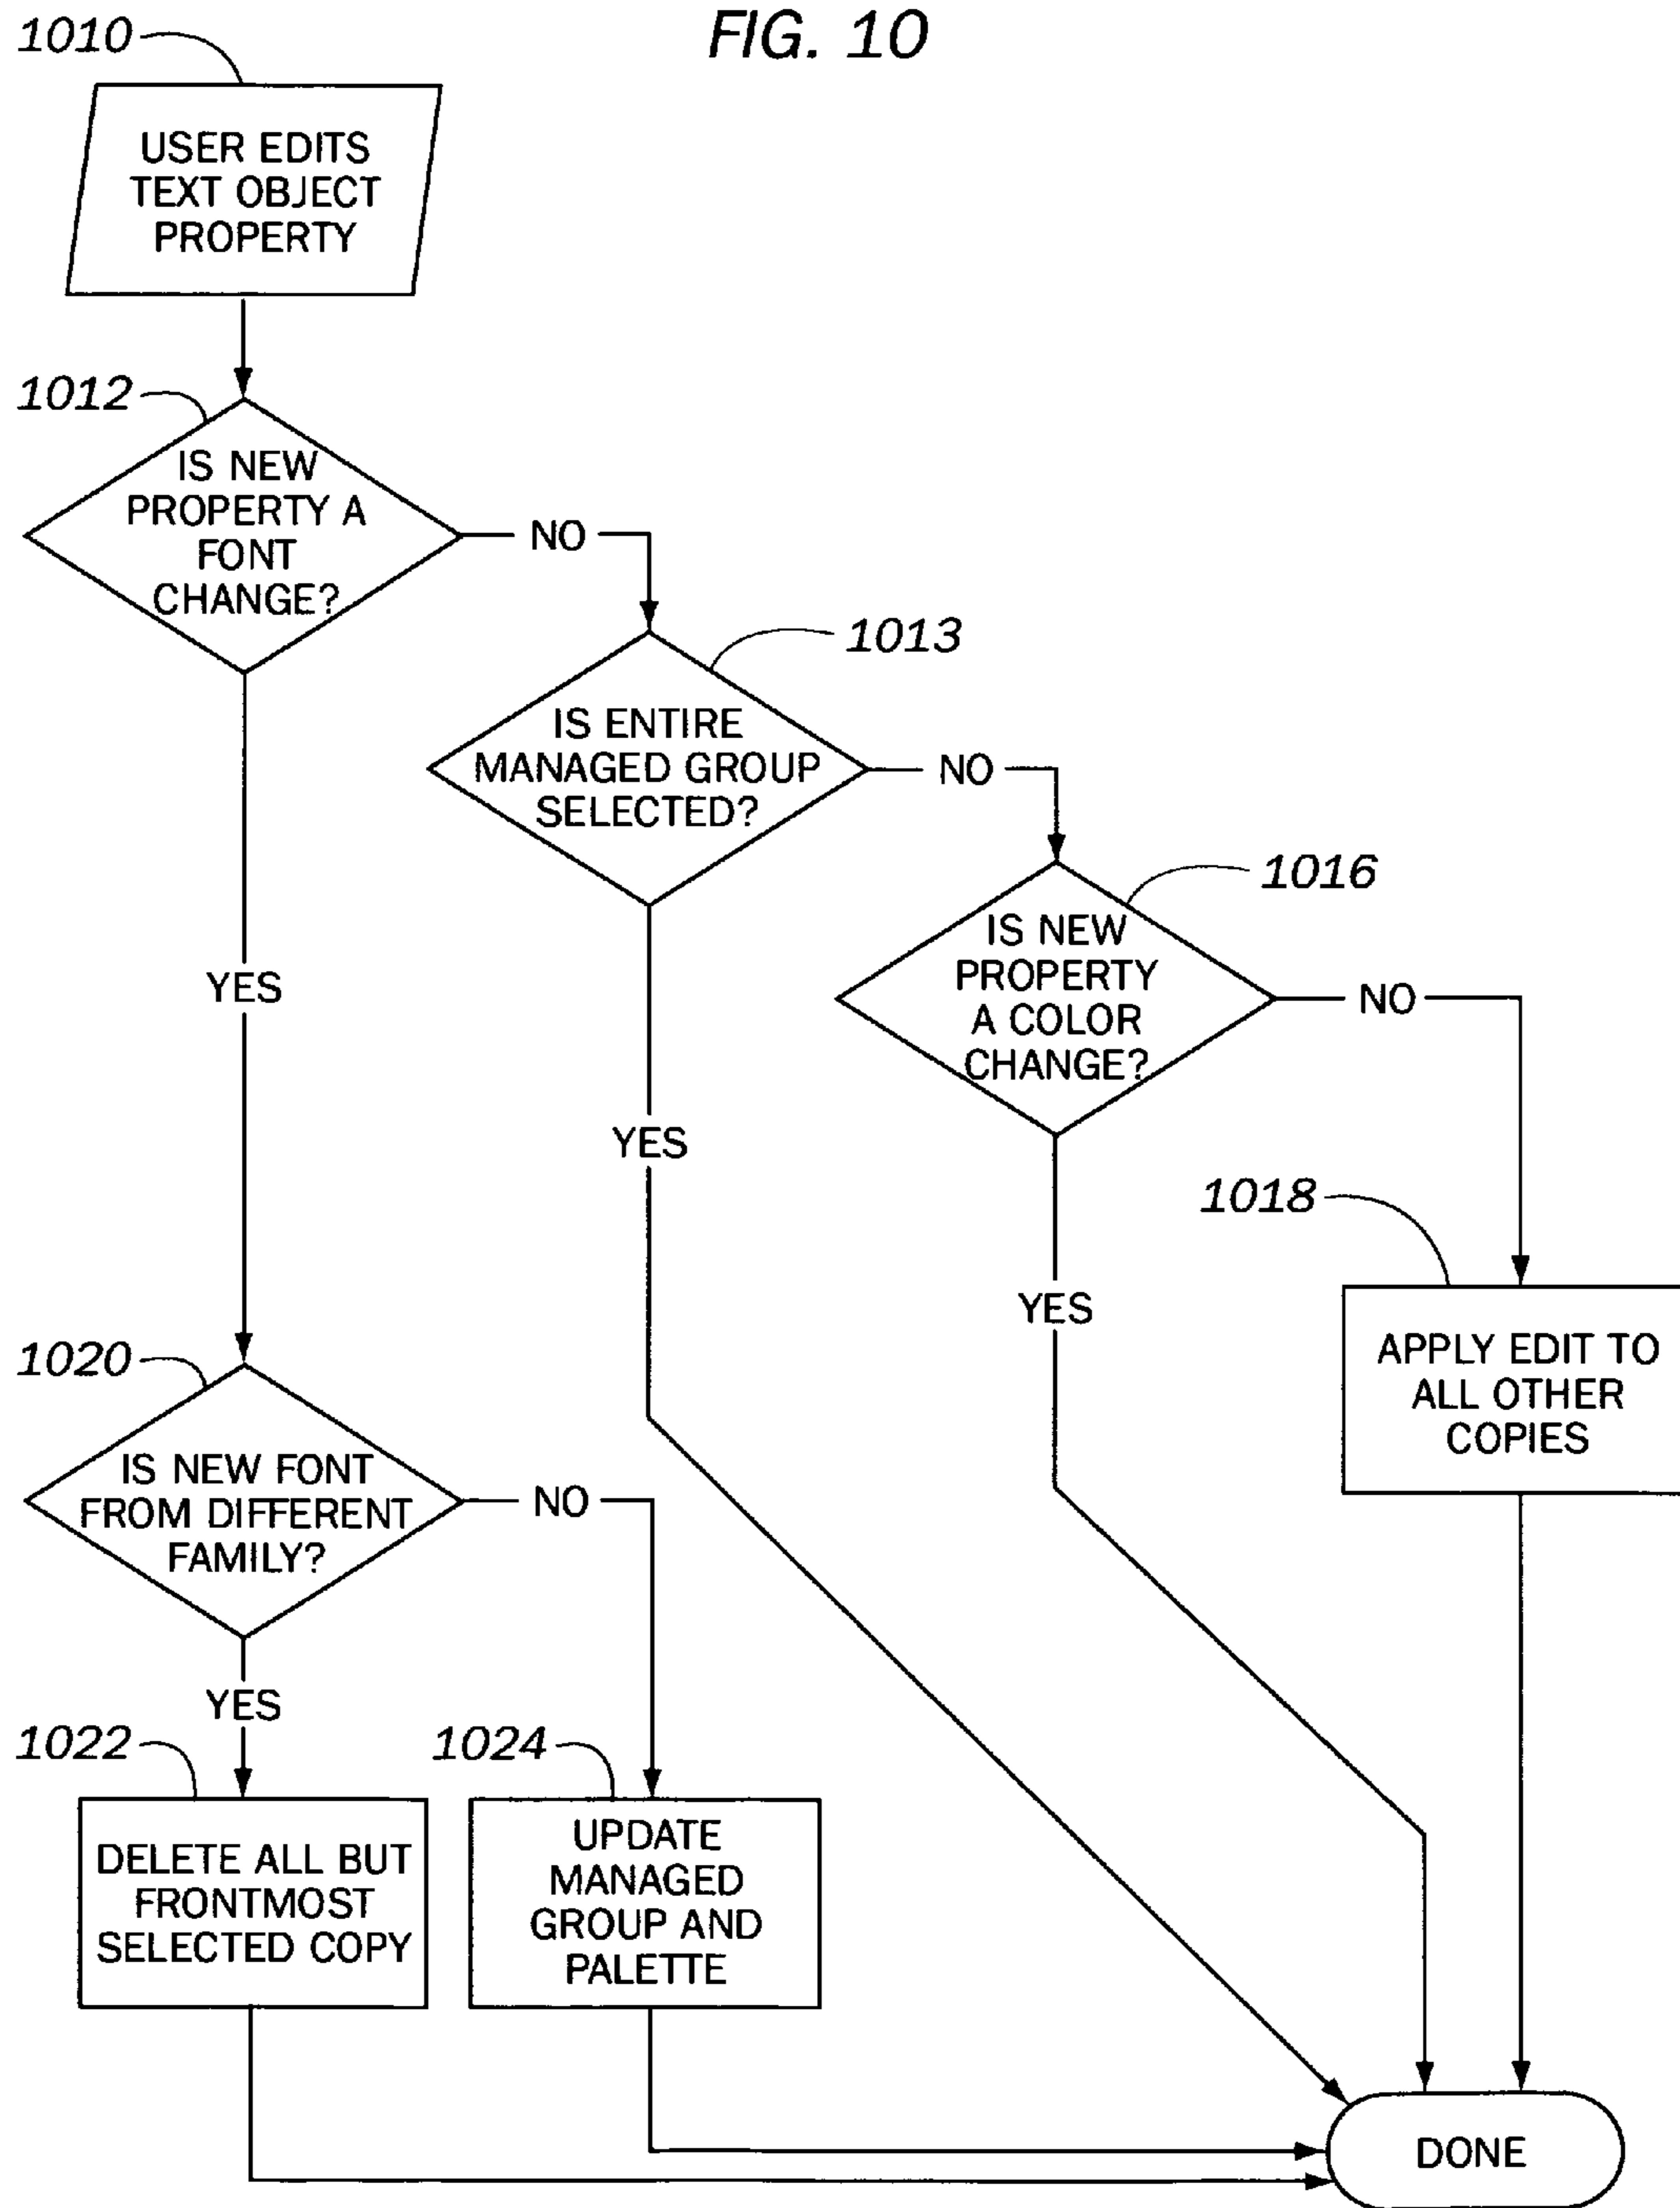 FIG. 10
1010
USER EDITS
TEXT OBJECT
PROPERTY
1012
IS NEW
PROPERTY A
FONT
CHANGE?
NO
1013
IS ENTIRE
MANAGED GROUP
SELECTED?
NO
1016
IS NEW
PROPERTY
A COLOR
CHANGE?
NO
YES
YES
1018
APPLY EDIT TO
ALL OTHER
COPIES
YES
1020
IS NEW FONT
FROM DIFFERENT
FAMILY?
NO
YES
1022
DELETE ALL BUT
FRONTMOST
SELECTED COPY
1024
UPDATE
MANAGED
GROUP AND
PALETTE
DONE